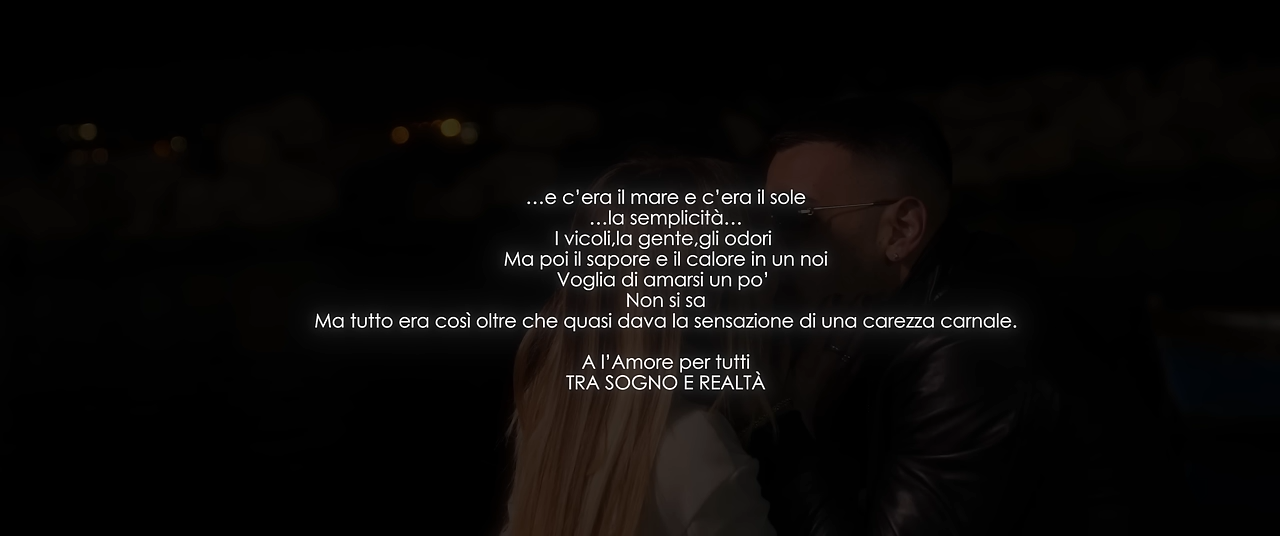 …e c’era il mare e c’era il sole
…la semplicità…
I vicoli,la gente,gli odori
Ma poi il sapore e il calore in un noi
Voglia di amarsi un po’
Non si sa
Ma tutto era così oltre che quasi dava la sensazione di una carezza carnale.
A l’Amore per tutti
TRA SOGNO E REALTÀ